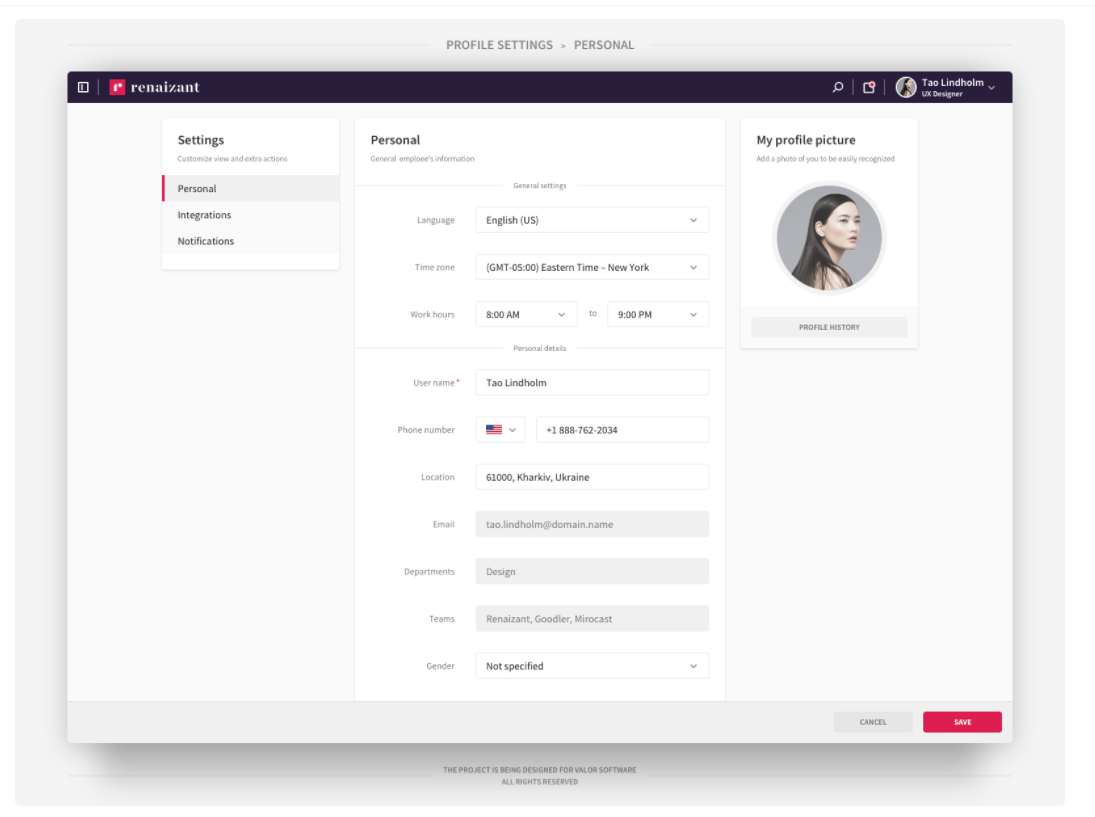 PROFILE SETTINGS > PERSONAL
renaizant
Tao Lindholm
UX Designer
Settings
Customize view and extra actions
Personal
Integrations
Notifications
Personal
General emploee's information
General settings
Language
English (US)
Time zone
(GMT-05:00) Eastern Time – New York
Work hours
8:00 AM
to
9:00 PM
Personal details
User name *
Tao Lindholm
Phone number
+1 888-762-2034
Location
61000, Kharkiv, Ukraine
Email
tao.lindholm@domain.name
Departments
Design
Teams
Renaizant, Goodler, Mirocast
Gender
Not specified
My profile picture
Add a photo of you to be easily recognized
PROFILE HISTORY
CANCEL
SAVE
THE PROJECT IS BEING DESIGNED FOR VALOR SOFTWARE
ALL RIGHTS RESERVED